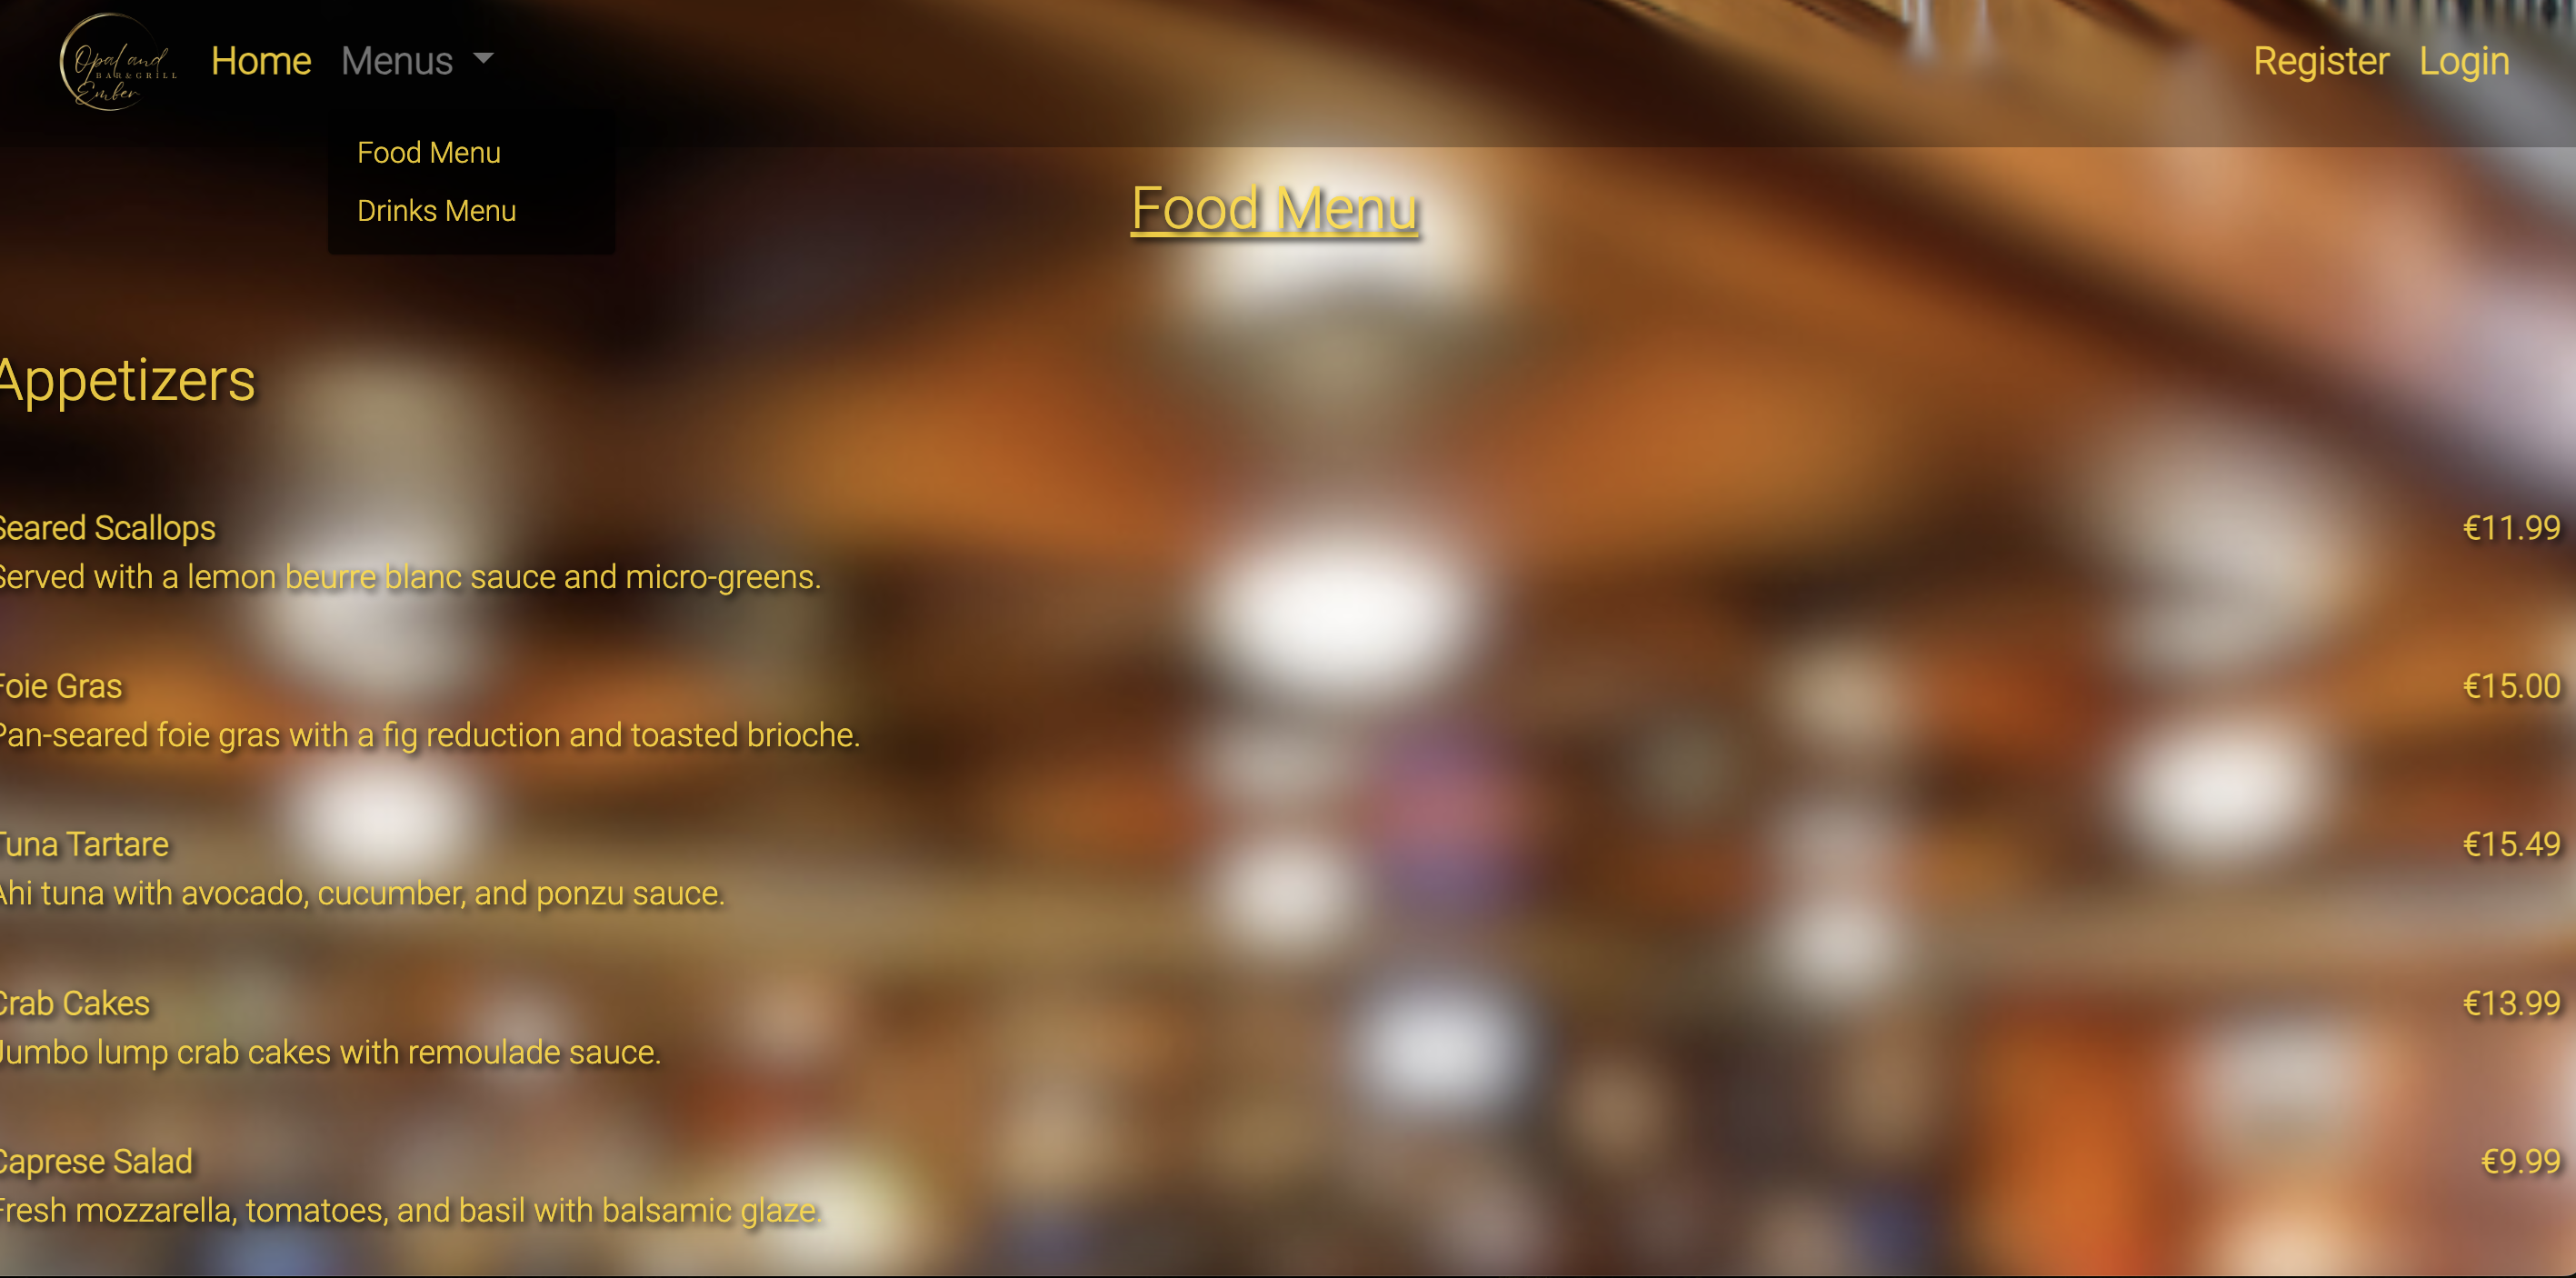 Opal and
BAR & GRILL
Ember
Home Menus
Register Login
Food Menu
Drinks Menu
Food Menu
Appetizers
Seared Scallops €11.99
Served with a lemon beurre blanc sauce and micro-greens.
Foie Gras €15.00
Pan-seared foie gras with a fig reduction and toasted brioche.
Tuna Tartare €15.49
Ahi tuna with avocado, cucumber, and ponzu sauce.
Crab Cakes €13.99
Jumbo lump crab cakes with remoulade sauce.
Caprese Salad €9.99
Fresh mozzarella, tomatoes, and basil with balsamic glaze.